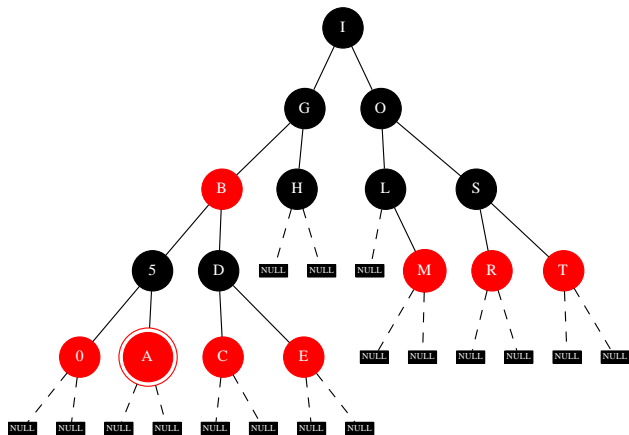 I
G O
B H L S
5 D NULL NULL NULL M R T
0 A C E NULL NULL NULL NULL NULL NULL
NULL NULL NULL NULL NULL NULL NULL NULL